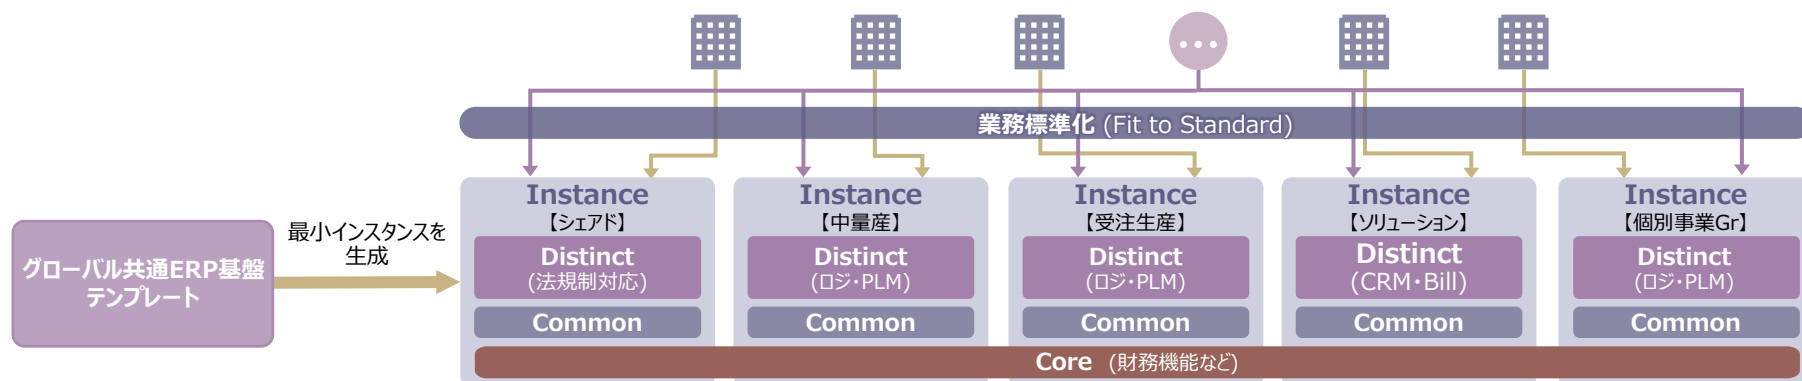 ...
業務標準化 (Fit to Standard)
グローバル共通ERP基盤
テンプレート
最小インスタンスを
生成
Instance
【シェアド】
Distinct
(法規制対応)
Common
Instance
【中量産】
Distinct
(ロジ・PLM)
Common
Instance
【受注生産】
Distinct
(ロジ・PLM)
Common
Instance
【ソリューション】
Distinct
(CRM・Bill)
Common
Instance
【個別事業Gr】
Distinct
(ロジ・PLM)
Common
Core (財務機能など)